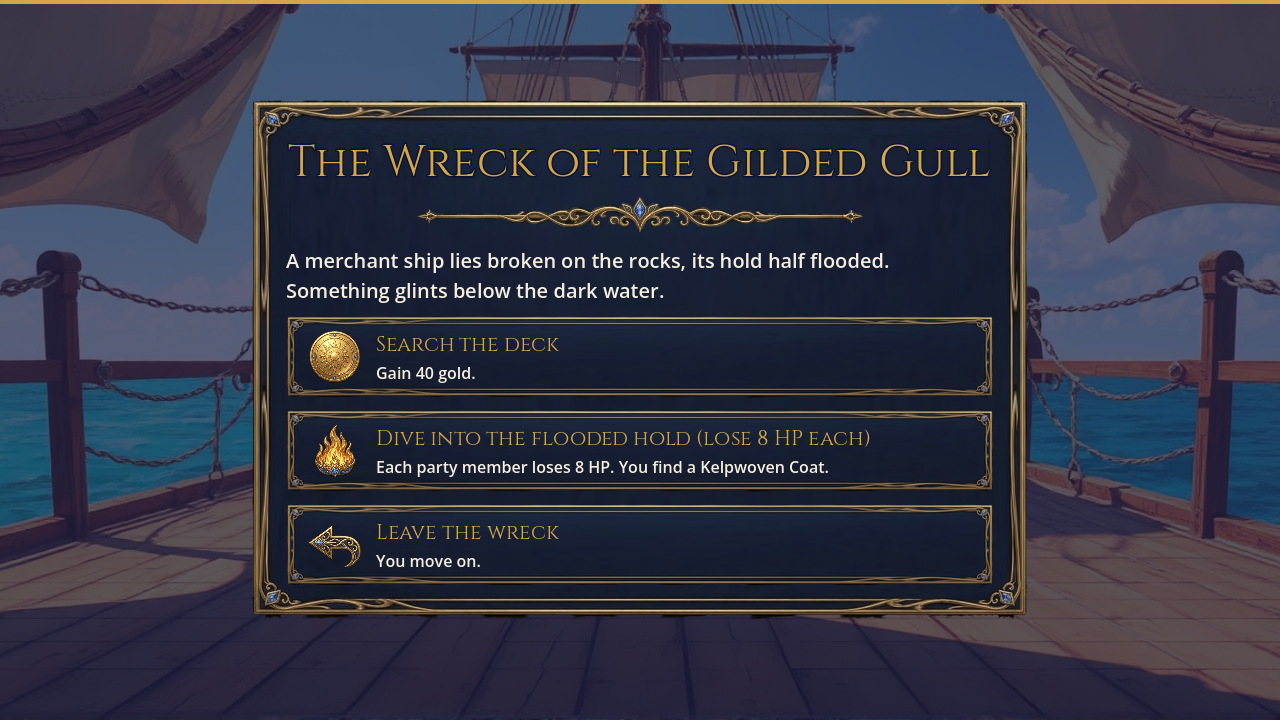 The Wreck of the Gilded Gull
A merchant ship lies broken on the rocks, its hold half flooded.
Something glints below the dark water.
Search the deck
Gain 40 gold.
Dive into the flooded hold (lose 8 HP each)
Each party member loses 8 HP. You find a Kelpwoven Coat.
Leave the wreck
You move on.